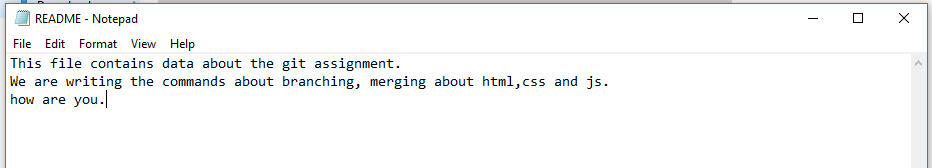 README - Notepad
File Edit Format View Help
This file contains data about the git assignment.
We are writing the commands about branching, merging about html,css and js.
how are you.